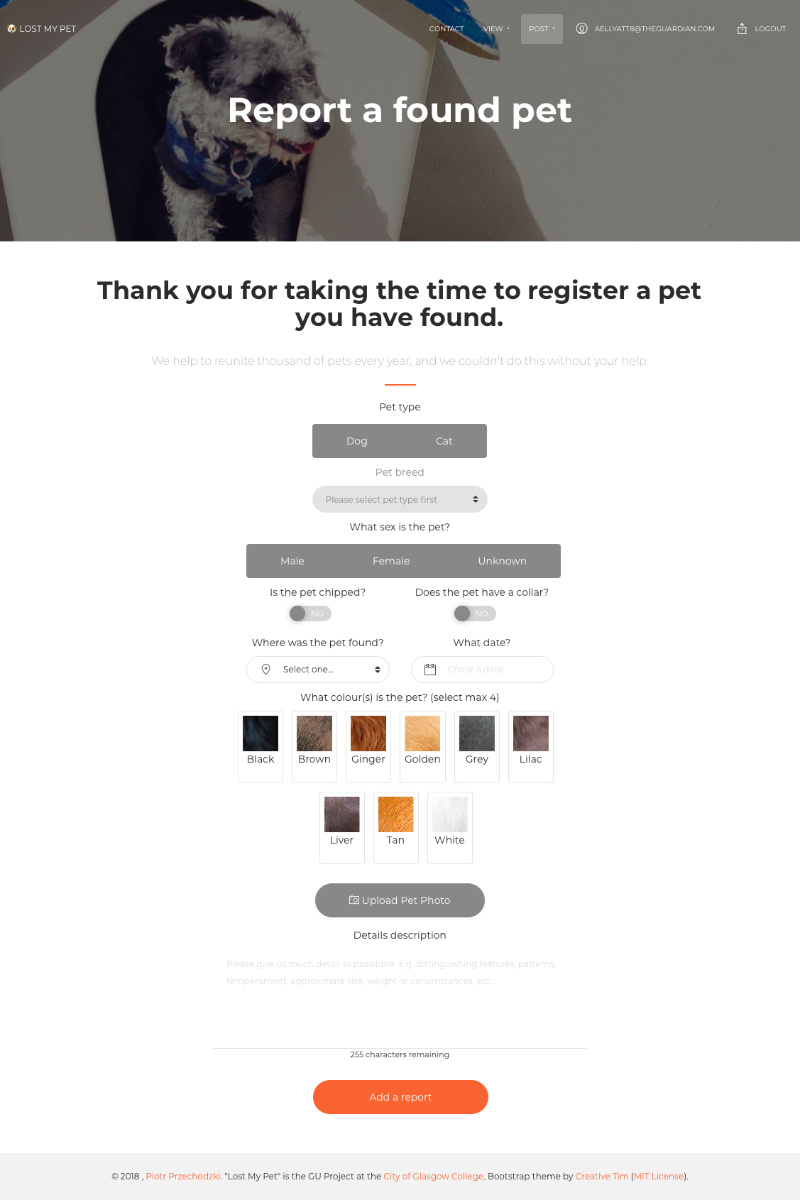 LOST MY PET
CONTACT VIEW POST AELLYATT8@THEGUARDIAN.COM LOGOUT
Report a found pet
Thank you for taking the time to register a pet
you have found.
We help to reunite thousand of pets every year, and we couldn't do this without your help.
Pet type
Dog Cat
Pet breed
Please select pet type first
What sex is the pet?
Male Female Unknown
Is the pet chipped? Does the pet have a collar?
NO NO
Where was the pet found? What date?
Select one... Chose a date
What colour(s) is the pet? (select max 4)
Black Brown Ginger Golden Grey Lilac
Liver Tan White
Upload Pet Photo
Details description
Please give us much detail as possibble. E.g. distinguishing features, patterns,
temperament, approximate size, weight or circumstances, etc...
255 characters remaining
Add a report
© 2018 , Piotr Przechodzki. "Lost My Pet" is the GU Project at the City of Glasgow College. Bootstrap theme by Creative Tim (MIT License).